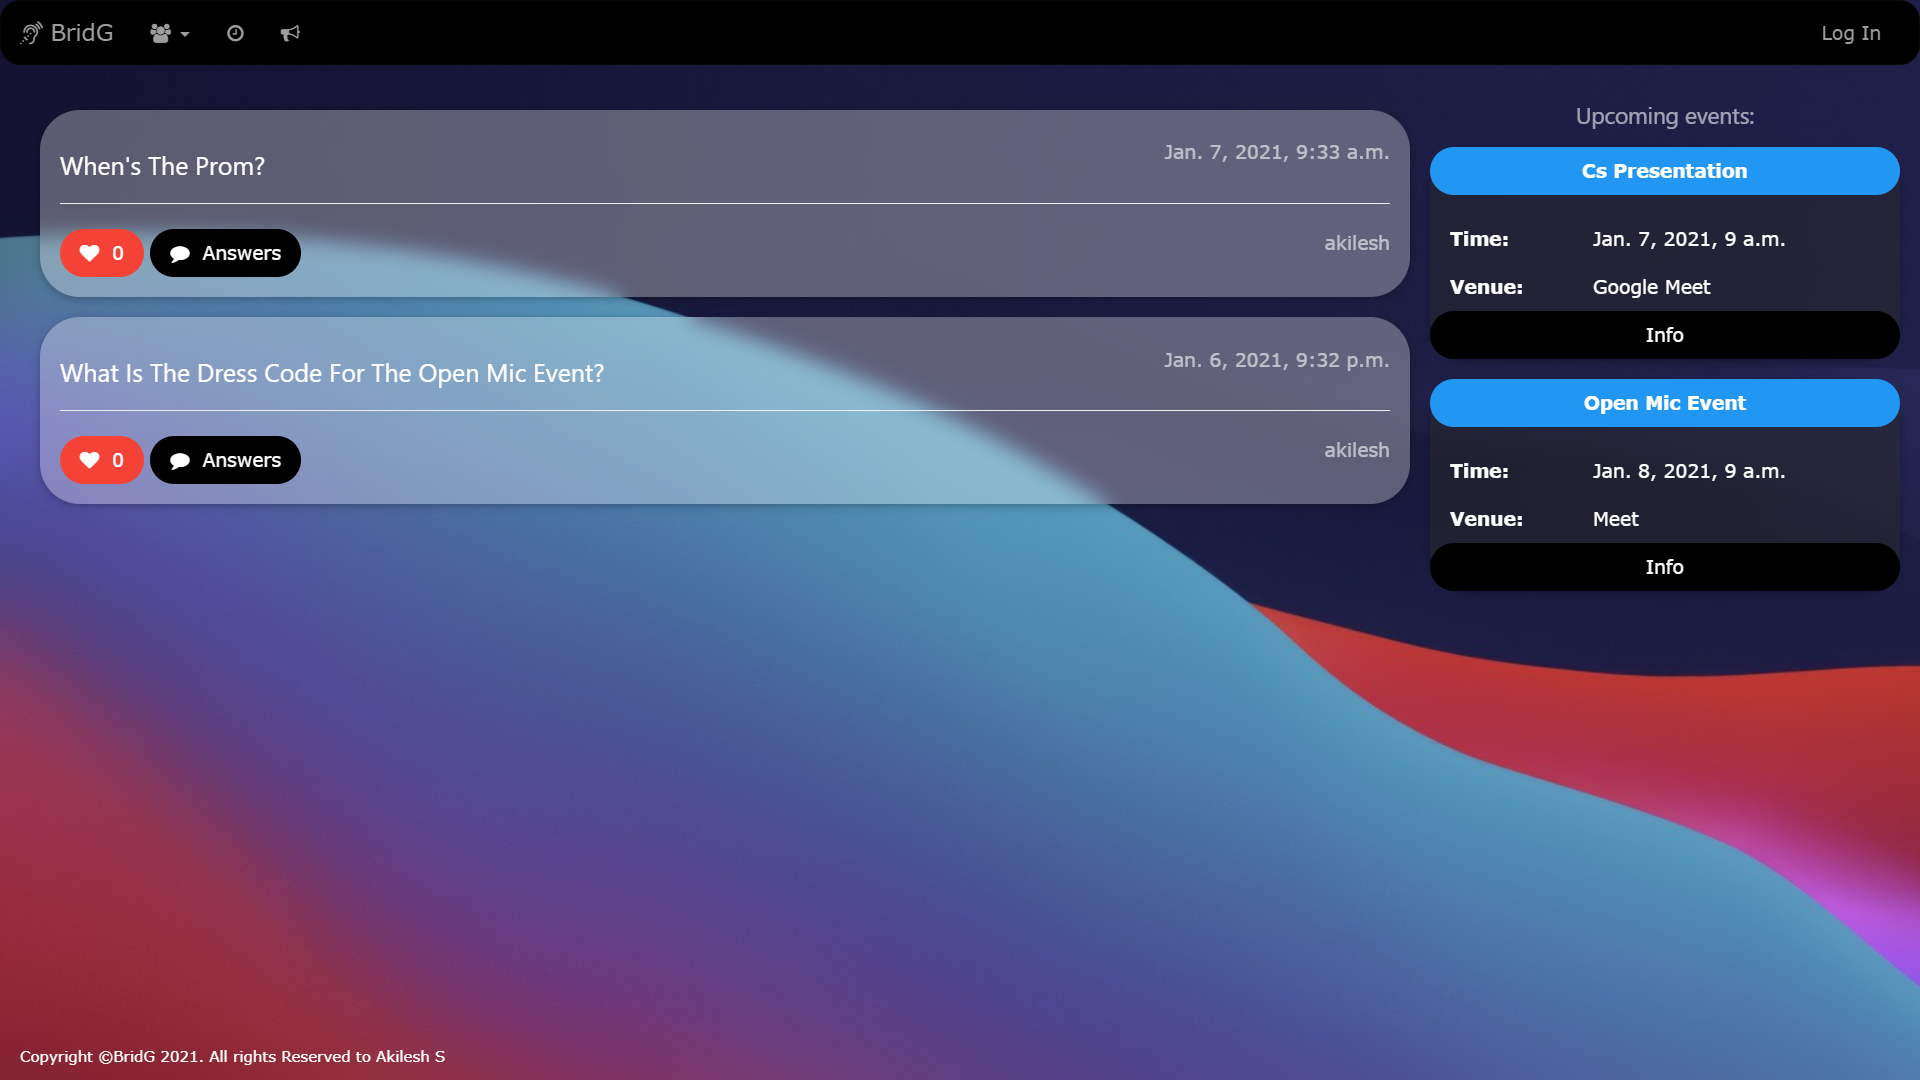 BridG
Log In
When's The Prom?
Jan. 7, 2021, 9:33 a.m.
0
Answers
akilesh
What Is The Dress Code For The Open Mic Event?
Jan. 6, 2021, 9:32 p.m.
0
Answers
akilesh
Upcoming events:
Cs Presentation
Time: Jan. 7, 2021, 9 a.m.
Venue: Google Meet
Info
Open Mic Event
Time: Jan. 8, 2021, 9 a.m.
Venue: Meet
Info
Copyright ©BridG 2021. All rights Reserved to Akilesh S